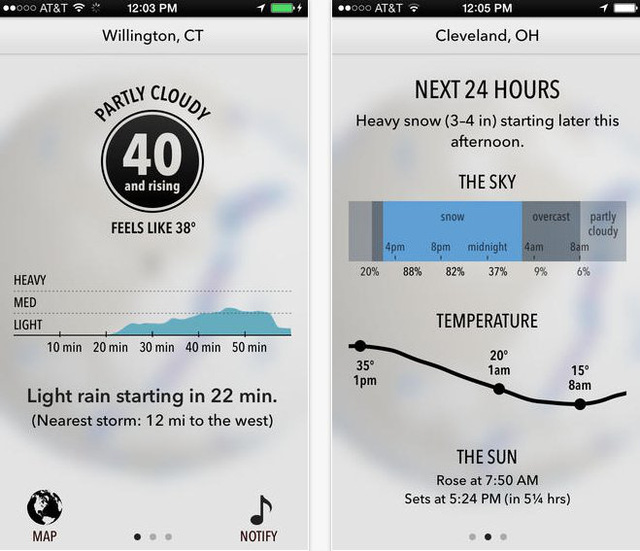 AT&T 12:03 PM
Willington, CT
PARTLY CLOUDY
40
and rising
FEELS LIKE 38°
HEAVY
MED
LIGHT
10 min 20 min 30 min 40 min 50 min
Light rain starting in 22 min.
(Nearest storm: 12 mi to the west)
MAP
NOTIFY
AT&T 12:05 PM
Cleveland, OH
NEXT 24 HOURS
Heavy snow (3–4 in) starting later this
afternoon.
THE SKY
snow overcast partly
cloudy
4pm 8pm midnight 4am 8am
20% 88% 82% 37% 9% 6%
TEMPERATURE
35°
1pm
20°
1am
15°
8am
THE SUN
Rose at 7:50 AM
Sets at 5:24 PM (in 5¼ hrs)